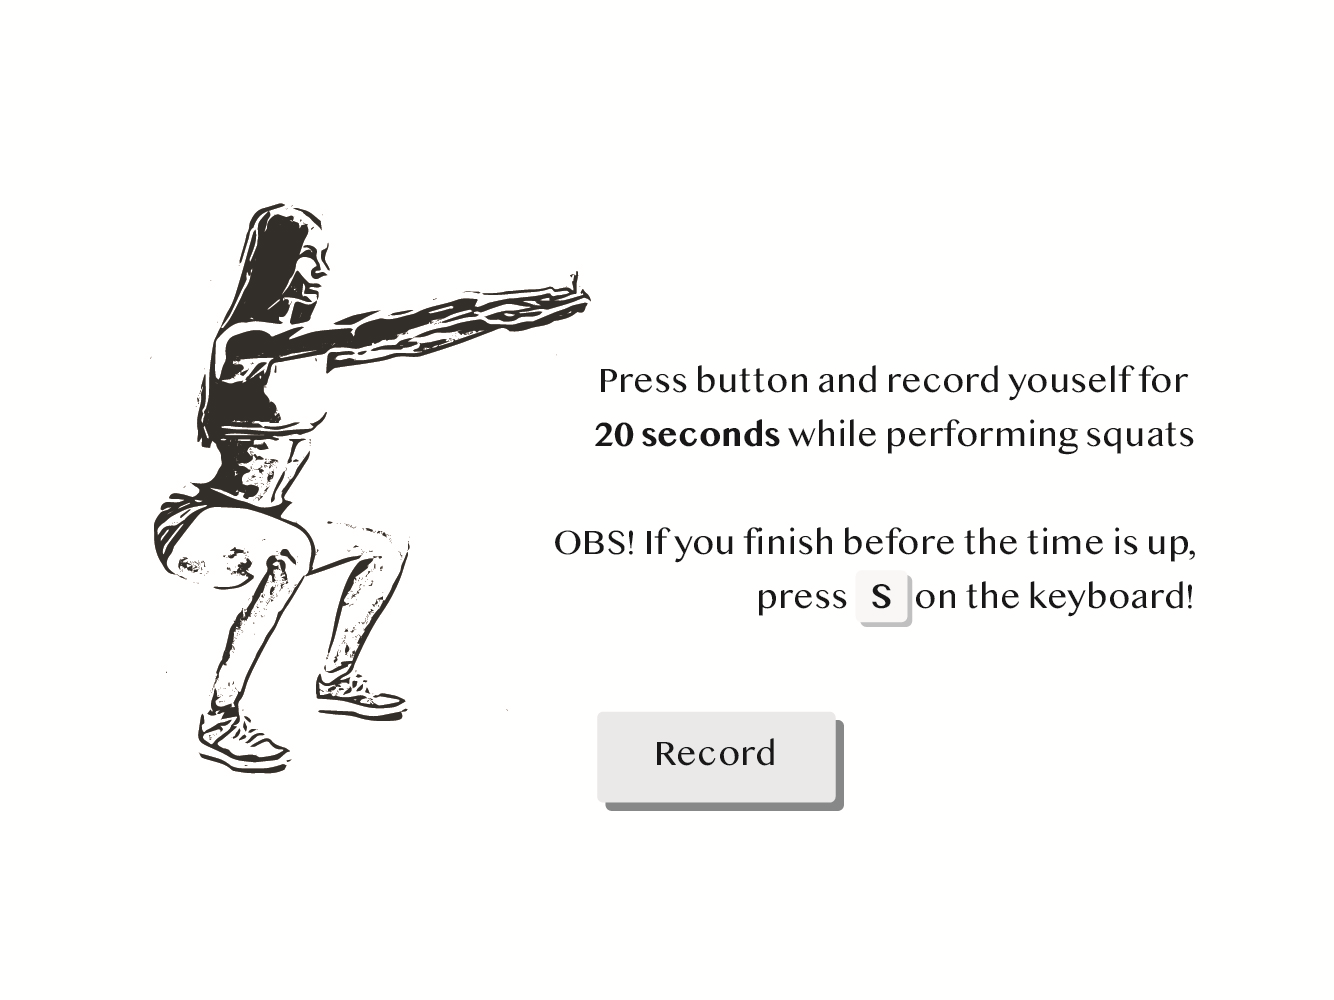 Press button and record youself for
20 seconds while performing squats
OBS! If you finish before the time is up,
press S on the keyboard!
Record